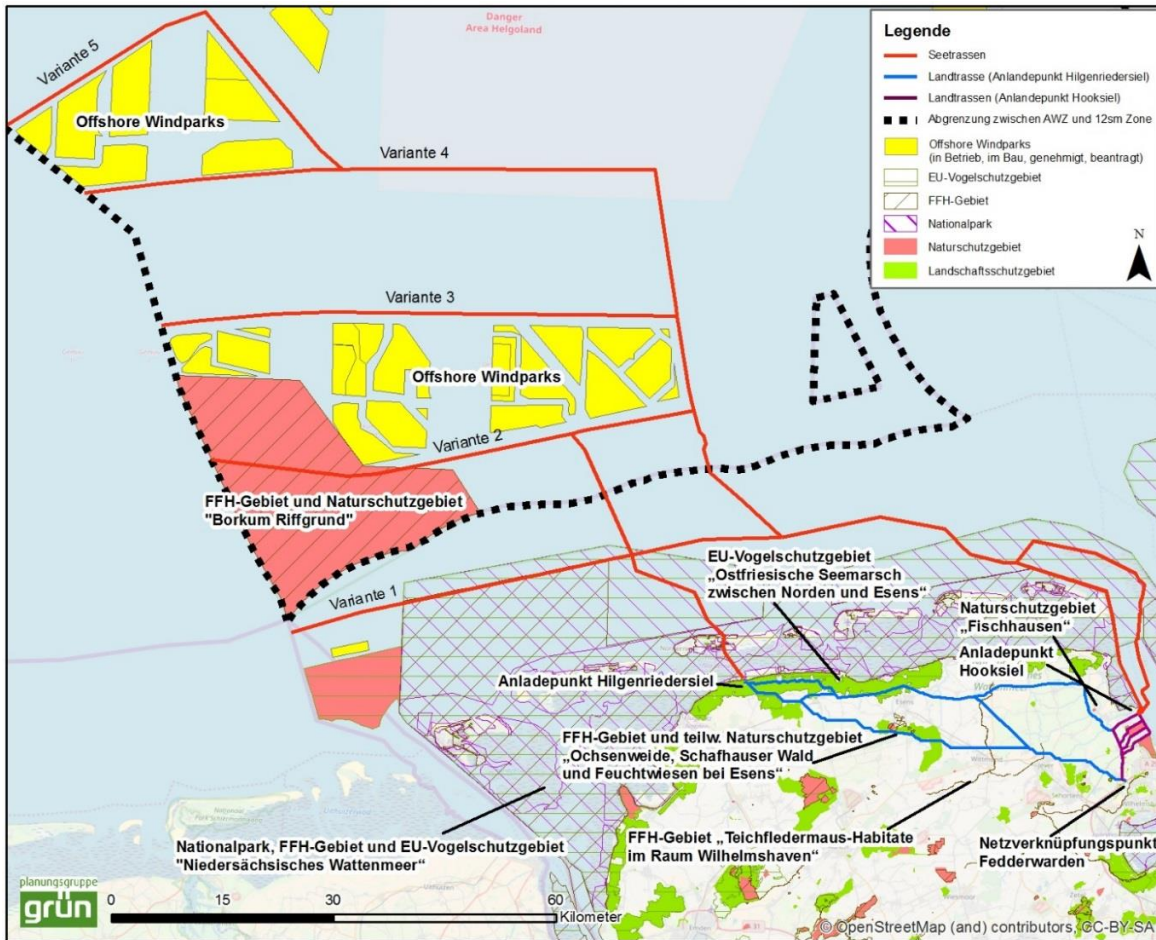 Danger
Area Helgoland
Variante 5
Offshore Windparks
Variante 4
Variante 3
Offshore Windparks
Variante 2
FFH-Gebiet und Naturschutzgebiet
"Borkum Riffgrund"
Variante 1
EU-Vogelschutzgebiet
„Ostfriesische Seemarsch
zwischen Norden und Esens“
Naturschutzgebiet
„Fischhausen“
Anladepunkt
Hooksiel
Anladepunkt Hilgenriedersiel
FFH-Gebiet und teilw. Naturschutzgebiet
„Ochsenweide, Schafhauser Wald
und Feuchtwiesen bei Esens“
FFH-Gebiet „Teichfledermaus-Habitate
im Raum Wilhelmshaven“
Netzverknüpfungspunkt
Fedderwarden
Nationalpark, FFH-Gebiet und EU-Vogelschutzgebiet
"Niedersächsisches Wattenmeer"
Legende
Seetrassen
Landtrasse (Anlandepunkt Hilgenriedersiel)
Landtrassen (Anlandepunkt Hooksiel)
Abgrenzung zwischen AWZ und 12sm Zone
Offshore Windparks
(in Betrieb, im Bau, genehmigt, beantragt)
EU-Vogelschutzgebiet
FFH-Gebiet
Nationalpark
Naturschutzgebiet
Landschaftsschutzgebiet
N
Esens
Wittmund
planungsgruppe
grün
0 30 60
Kilometer
© OpenStreetMap (and) contributors, CC-BY-SA